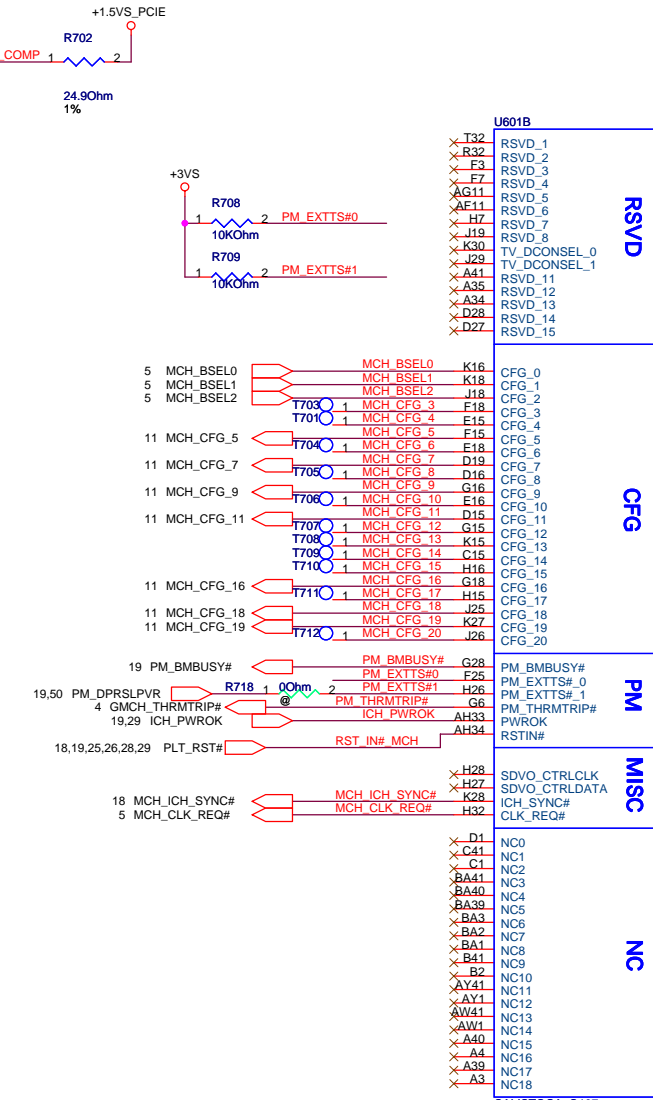 +1.5VS_PCIE
R702
_COMP 1 2
24.9Ohm
1%
U601B
+3VS
R708
1 2 PM_EXTTS#0
10KOhm
R709
1 2 PM_EXTTS#1
10KOhm
T32 RSVD_1
R32 RSVD_2
F3 RSVD_3
F7 RSVD_4
AG11 RSVD_5
AF11 RSVD_6
H7 RSVD_7
J19 RSVD_8
K30 TV_DCONSEL_0
J29 TV_DCONSEL_1
A41 RSVD_11
A35 RSVD_12
A34 RSVD_13
D28 RSVD_14
D27 RSVD_15
RSVD
5 MCH_BSEL0 MCH_BSEL0 K16 CFG_0
5 MCH_BSEL1 MCH_BSEL1 K18 CFG_1
5 MCH_BSEL2 MCH_BSEL2 J18 CFG_2
T703 1 MCH_CFG_3 F18 CFG_3
T701 1 MCH_CFG_4 E15 CFG_4
11 MCH_CFG_5 MCH_CFG_5 F15 CFG_5
T704 1 MCH_CFG_6 E18 CFG_6
11 MCH_CFG_7 MCH_CFG_7 D19 CFG_7
T705 1 MCH_CFG_8 D16 CFG_8
11 MCH_CFG_9 MCH_CFG_9 G16 CFG_9
T706 1 MCH_CFG_10 E16 CFG_10
11 MCH_CFG_11 MCH_CFG_11 D15 CFG_11
T707 1 MCH_CFG_12 G15 CFG_12
T708 1 MCH_CFG_13 K15 CFG_13
T709 1 MCH_CFG_14 C15 CFG_14
T710 1 MCH_CFG_15 H16 CFG_15
11 MCH_CFG_16 MCH_CFG_16 G18 CFG_16
T711 1 MCH_CFG_17 H15 CFG_17
11 MCH_CFG_18 MCH_CFG_18 J25 CFG_18
11 MCH_CFG_19 MCH_CFG_19 K27 CFG_19
T712 1 MCH_CFG_20 J26 CFG_20
CFG
19 PM_BMBUSY# PM_BMBUSY# G28 PM_BMBUSY#
PM_EXTTS#0 F25 PM_EXTTS#_0
19,50 PM_DPRSLPVR R718 1 0Ohm 2 PM_EXTTS#1 H26 PM_EXTTS#_1
@
4 GMCH_THRMTRIP# PM_THRMTRIP# G6 PM_THRMTRIP#
19,29 ICH_PWROK ICH_PWROK AH33 PWROK
18,19,25,26,28,29 PLT_RST# RST_IN#_MCH AH34 RSTIN#
PM
H28 SDVO_CTRLCLK
H27 SDVO_CTRLDATA
18 MCH_ICH_SYNC# MCH_ICH_SYNC# K28 ICH_SYNC#
5 MCH_CLK_REQ# MCH_CLK_REQ# H32 CLK_REQ#
MISC
D1 NC0
C41 NC1
C1 NC2
BA41 NC3
BA40 NC4
BA39 NC5
BA3 NC6
BA2 NC7
BA1 NC8
B41 NC9
B2 NC10
AY41 NC11
AY1 NC12
AW41 NC13
AW1 NC14
A40 NC15
A4 NC16
A39 NC17
A3 NC18
NC